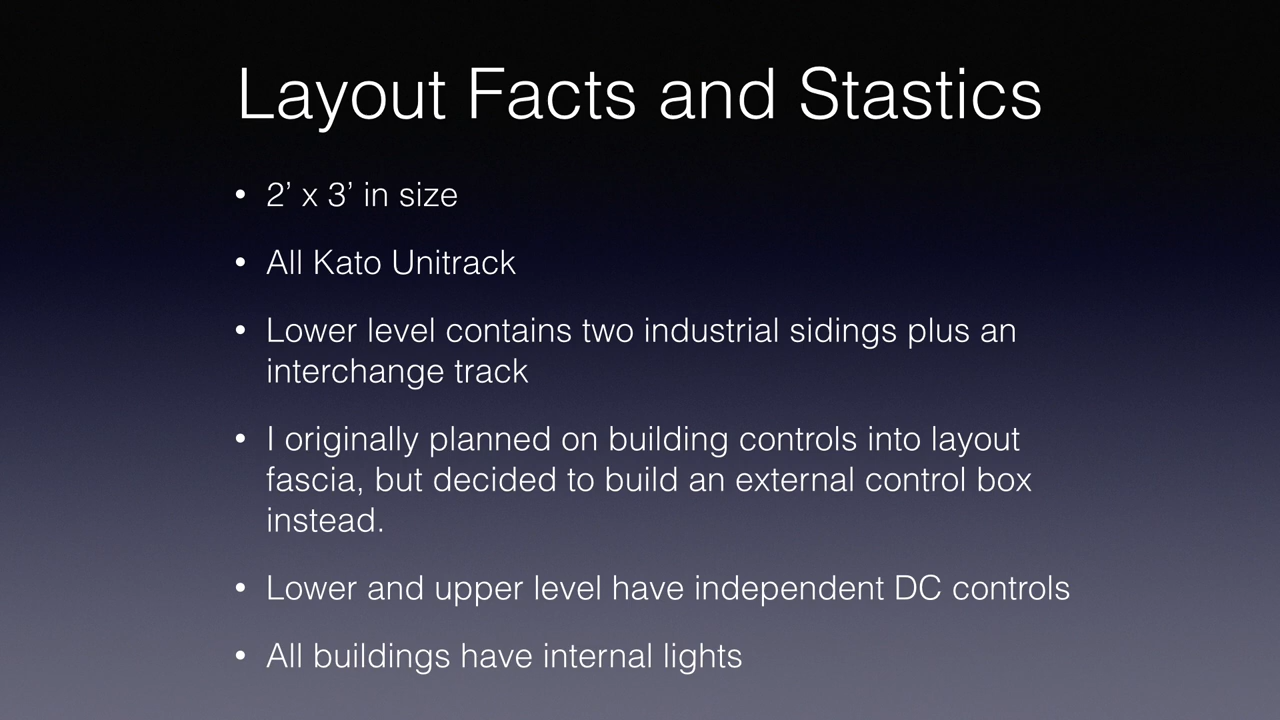 Layout Facts and Stastics
• 2’ x 3’ in size
• All Kato Unitrack
• Lower level contains two industrial sidings plus an
interchange track
• I originally planned on building controls into layout
fascia, but decided to build an external control box
instead.
• Lower and upper level have independent DC controls
• All buildings have internal lights